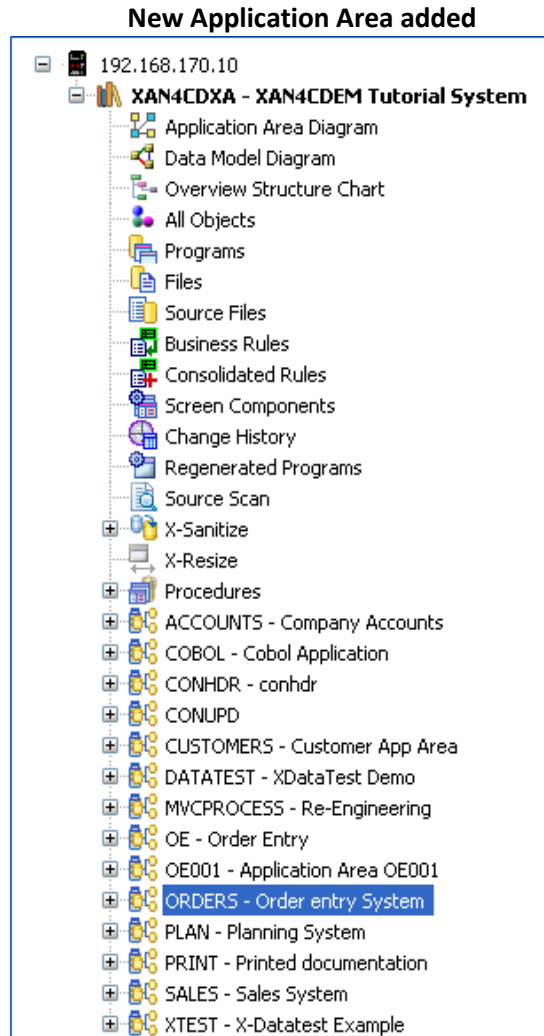 New Application Area added
192.168.170.10
XAN4CDXA - XAN4CDEM Tutorial System
Application Area Diagram
Data Model Diagram
Overview Structure Chart
All Objects
Programs
Files
Source Files
Business Rules
Consolidated Rules
Screen Components
Change History
Regenerated Programs
Source Scan
X-Sanitize
X-Resize
Procedures
ACCOUNTS - Company Accounts
COBOL - Cobol Application
CONHDR - conhdr
CONUPD
CUSTOMERS - Customer App Area
DATATEST - XDataTest Demo
MVCPROCESS - Re-Engineering
OE - Order Entry
OE001 - Application Area OE001
ORDERS - Order entry System
PLAN - Planning System
PRINT - Printed documentation
SALES - Sales System
XTEST - X-Datatest Example